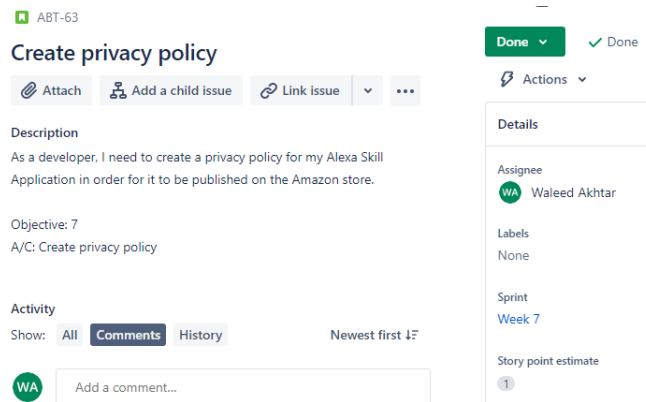 ABT-63
Create privacy policy
Attach
Add a child issue
Link issue
Description
As a developer, I need to create a privacy policy for my Alexa Skill
Application in order for it to be published on the Amazon store.
Objective: 7
A/C: Create privacy policy
Activity
Show: All Comments History
Newest first
WA
Add a comment...
Done
Done
Actions
Details
Assignee
WA Waleed Akhtar
Labels
None
Sprint
Week 7
Story point estimate
1